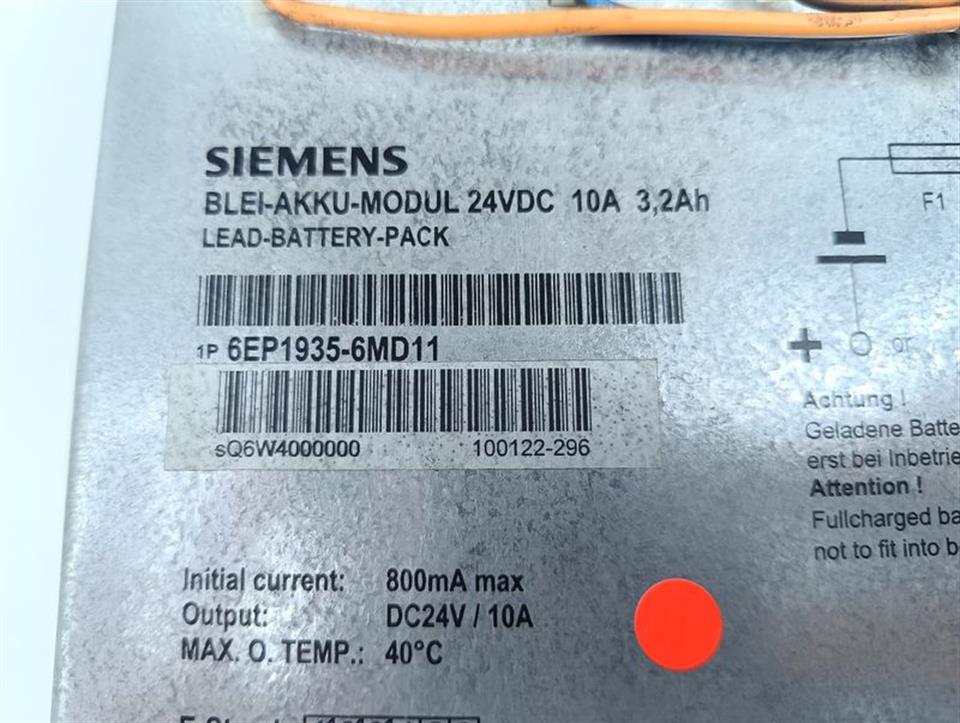 SIEMENS
BLEI-AKKU-MODUL 24VDC 10A 3,2Ah
LEAD-BATTERY-PACK
F1
1P 6EP1935-6MD11
+ O or
sQ6W4000000 100122-296
Achtung !
Geladene Batte
erst bei Inbetrie
Attention !
Fullcharged ba
not to fit into b
Initial current: 800mA max
Output: DC24V / 10A
MAX. O. TEMP.: 40°C